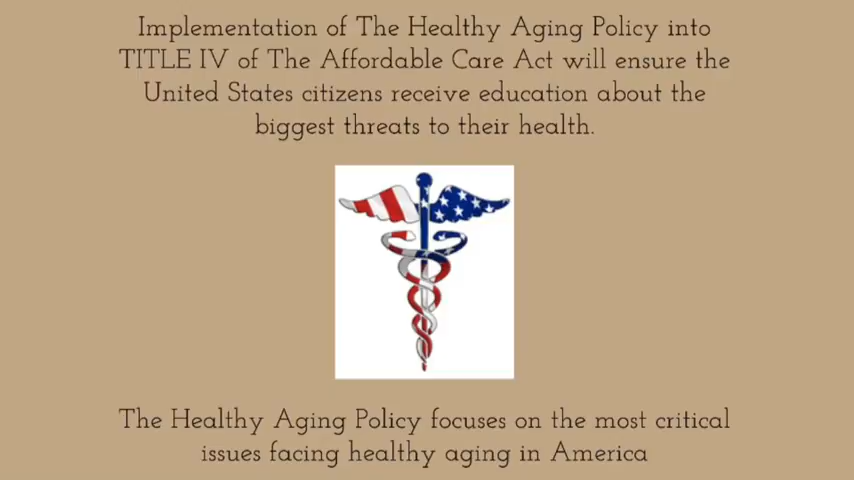 Implementation of The Healthy Aging Policy into
TITLE IV of The Affordable Care Act will ensure the
United States citizens receive education about the
biggest threats to their health.
The Healthy Aging Policy focuses on the most critical
issues facing healthy aging in America